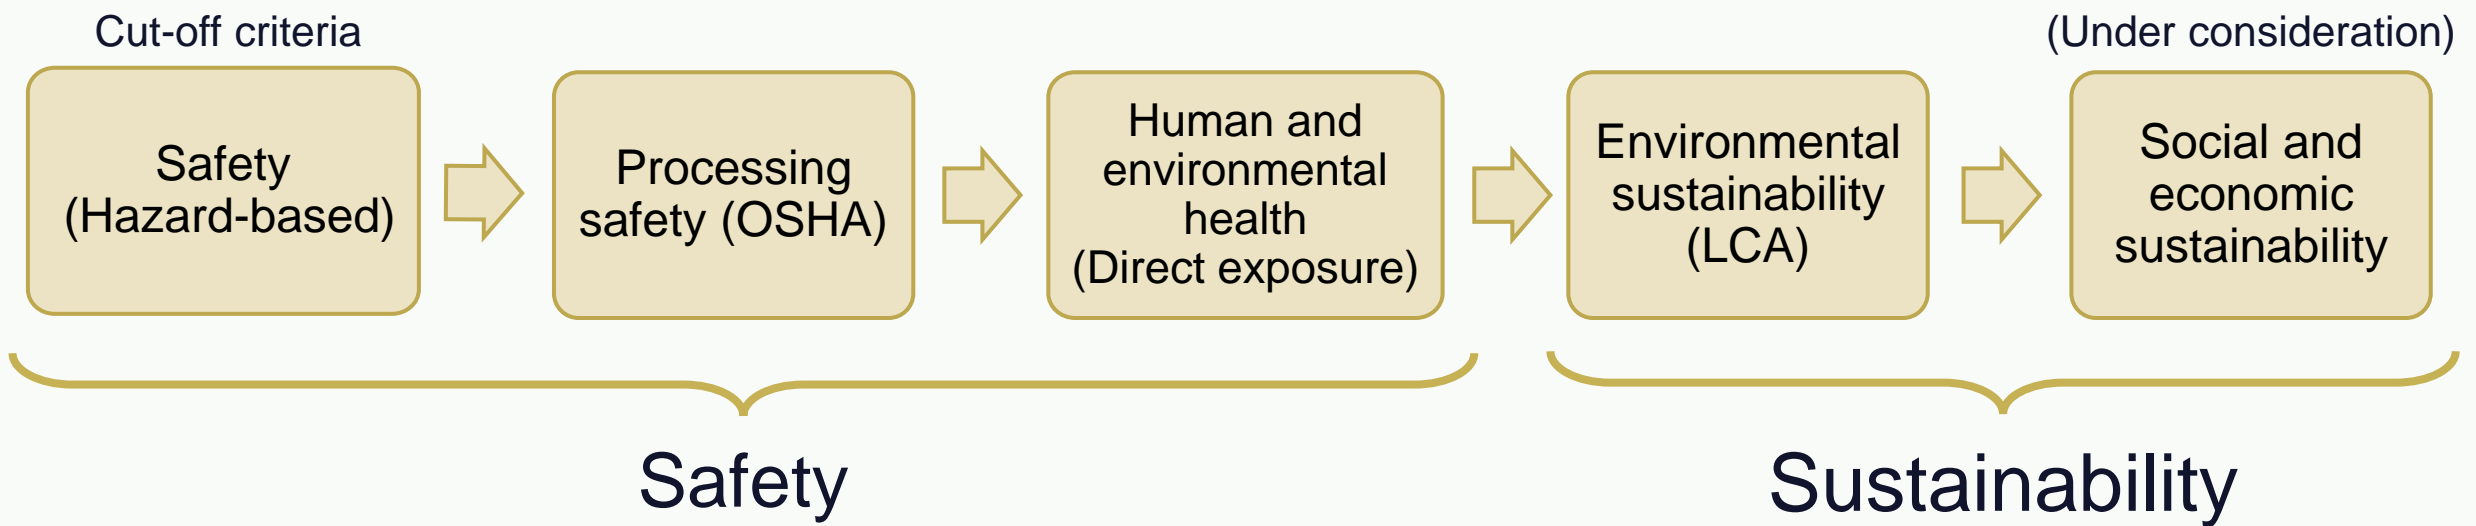 Cut-off criteria
(Under consideration)
Safety
(Hazard-based)
Processing
safety (OSHA)
Human and
environmental
health
(Direct exposure)
Environmental
sustainability
(LCA)
Social and
economic
sustainability
Safety
Sustainability